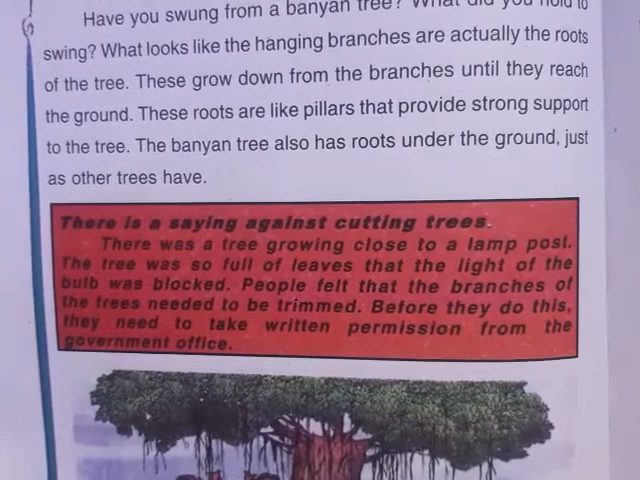 Have you swung from a banyan tree? What did you hold to
swing? What looks like the hanging branches are actually the roots
of the tree. These grow down from the branches until they reach
the ground. These roots are like pillars that provide strong support
to the tree. The banyan tree also has roots under the ground, just
as other trees have.
There is a saying against cutting trees.
There was a tree growing close to a lamp post.
The tree was so full of leaves that the light of the
bulb was blocked. People felt that the branches of
the trees needed to be trimmed. Before they do this,
they need to take written permission from the
government office.